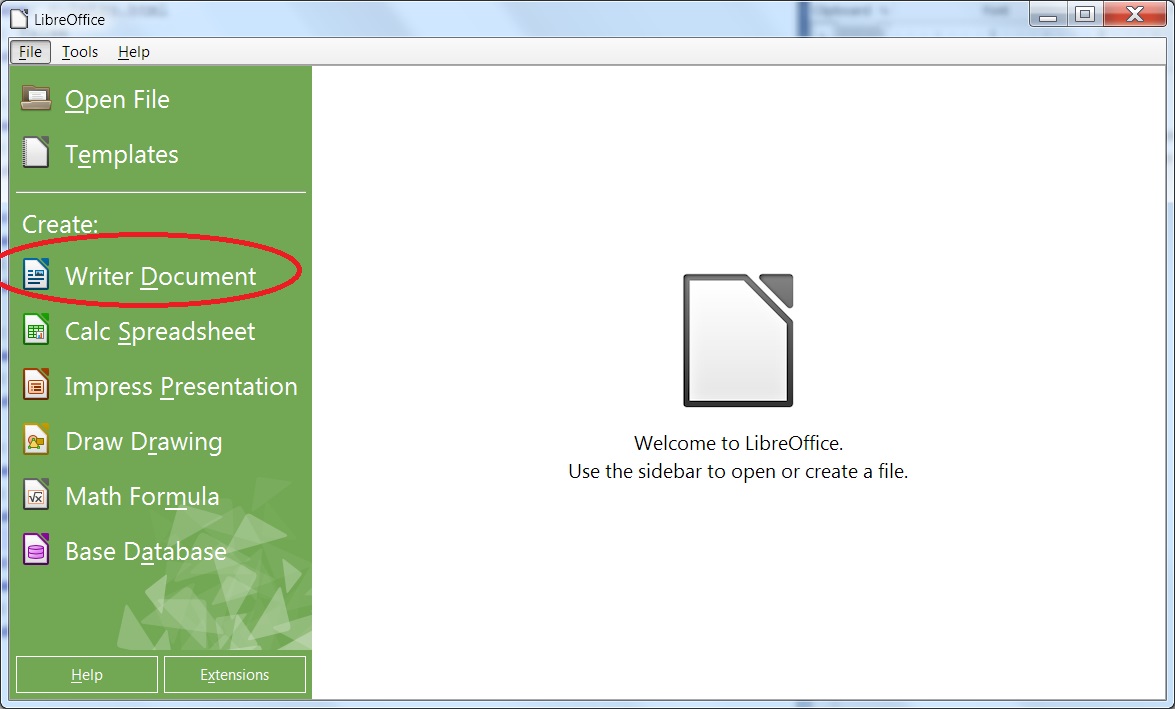 LibreOffice
File Tools Help
Open File
Templates
Create:
Writer Document
Calc Spreadsheet
Impress Presentation
Draw Drawing
Math Formula
Base Database
Help Extensions
Welcome to LibreOffice.
Use the sidebar to open or create a file.